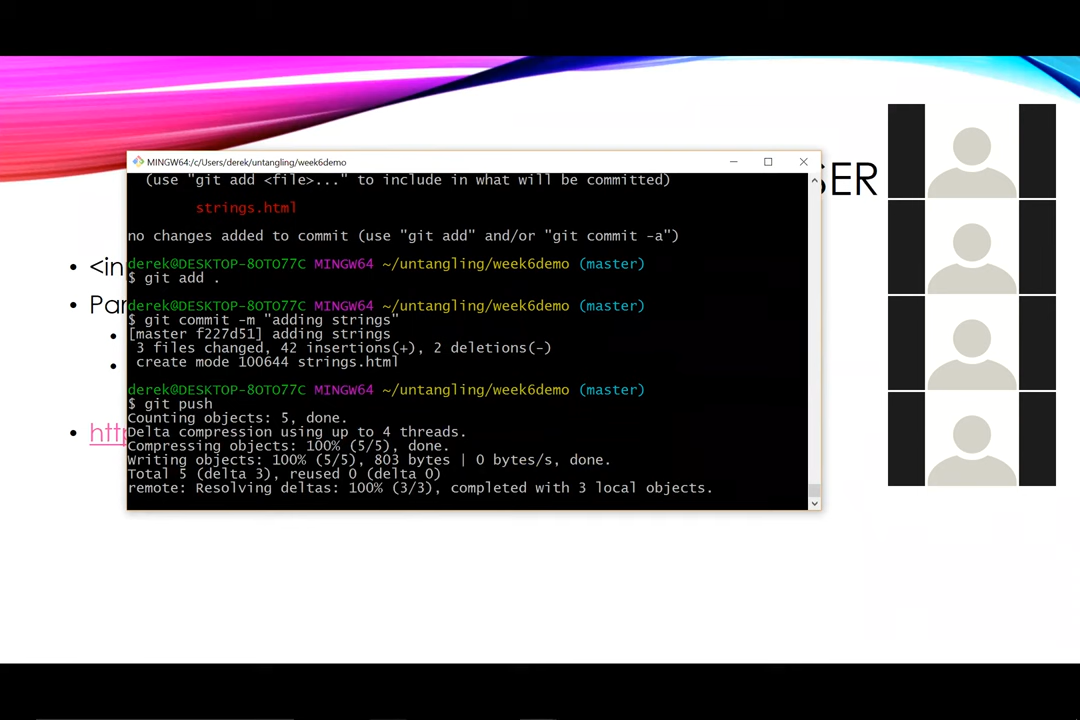 SER
MINGW64:/c/Users/derek/untangling/week6demo
(use "git add <file>..." to include in what will be committed)
strings.html
no changes added to commit (use "git add" and/or "git commit -a")
derek@DESKTOP-8OTO77C MINGW64 ~/untangling/week6demo (master)
$ git add .
derek@DESKTOP-8OTO77C MINGW64 ~/untangling/week6demo (master)
$ git commit -m "adding strings"
[master f227d51] adding strings
3 files changed, 42 insertions(+), 2 deletions(-)
create mode 100644 strings.html
derek@DESKTOP-8OTO77C MINGW64 ~/untangling/week6demo (master)
$ git push
Counting objects: 5, done.
Delta compression using up to 4 threads.
Compressing objects: 100% (5/5), done.
Writing objects: 100% (5/5), 803 bytes | 0 bytes/s, done.
Total 5 (delta 3), reused 0 (delta 0)
remote: Resolving deltas: 100% (3/3), completed with 3 local objects.
• <in
• Par
•
•
• http